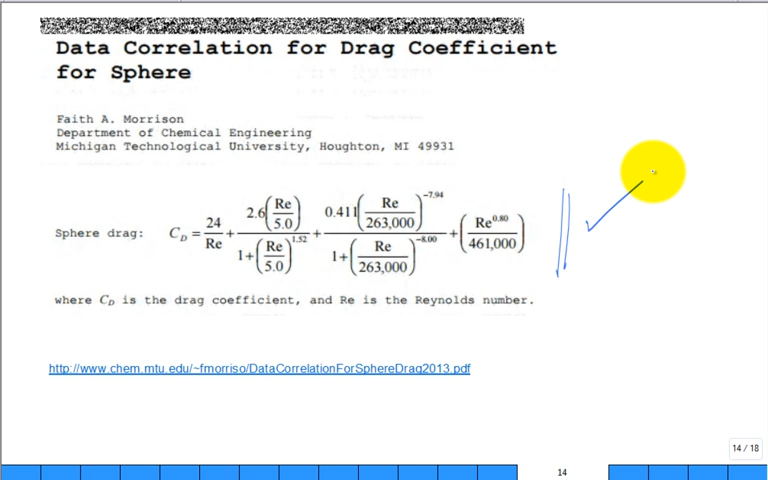 Data Correlation for Drag Coefficient
for Sphere
Faith A. Morrison
Department of Chemical Engineering
Michigan Technological University, Houghton, MI 49931
Sphere drag: C_D = 24/Re + 2.6(Re/5.0)/(1+(Re/5.0)^1.52) + 0.411(Re/263,000)^-7.94/(1+(Re/263,000)^-8.00) + (Re^0.80/461,000)
where C_D is the drag coefficient, and Re is the Reynolds number.
http://www.chem.mtu.edu/~fmorriso/DataCorrelationForSphereDrag2013.pdf
14 / 18
14